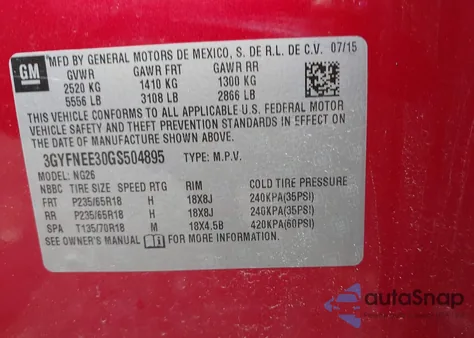 GM
MFD BY GENERAL MOTORS DE MEXICO, S. DE R.L. DE C.V. 07/15
GVWR GAWR FRT GAWR RR
2520 KG 1410 KG 1300 KG
5556 LB 3108 LB 2866 LB
THIS VEHICLE CONFORMS TO ALL APPLICABLE U.S. FEDERAL MOTOR
VEHICLE SAFETY AND THEFT PREVENTION STANDARDS IN EFFECT ON
THE DATE OF MANUFACTURE SHOWN ABOVE.
3GYFNEE30GS504895 TYPE: M.P.V.
MODEL: NG26
NBBC TIRE SIZE SPEED RTG RIM COLD TIRE PRESSURE
FRT P235/65R18 H 18X8J 240KPA(35PSI)
RR P235/65R18 H 18X8J 240KPA(35PSI)
SPA T135/70R18 M 18X4.5B 420KPA(60PSI)
SEE OWNER'S MANUAL FOR MORE INFORMATION
autoSnap